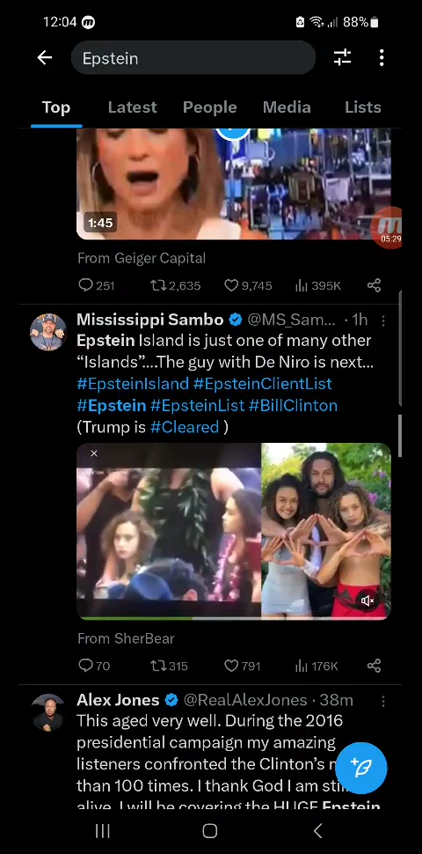 12:04
88%
Epstein
Top Latest People Media Lists
1:45
05:29
From Geiger Capital
251 2,635 9,745 395K
Mississippi Sambo @MS_Sam... · 1h
Epstein Island is just one of many other
“Islands”....The guy with De Niro is next...
#EpsteinIsland #EpsteinClientList
#Epstein #EpsteinList #BillClinton
(Trump is #Cleared )
From SherBear
70 315 791 176K
Alex Jones @RealAlexJones · 38m
This aged very well. During the 2016
presidential campaign my amazing
listeners confronted the Clinton's
than 100 times. I thank God I am
alive. I will be covering the HUGE Epstein